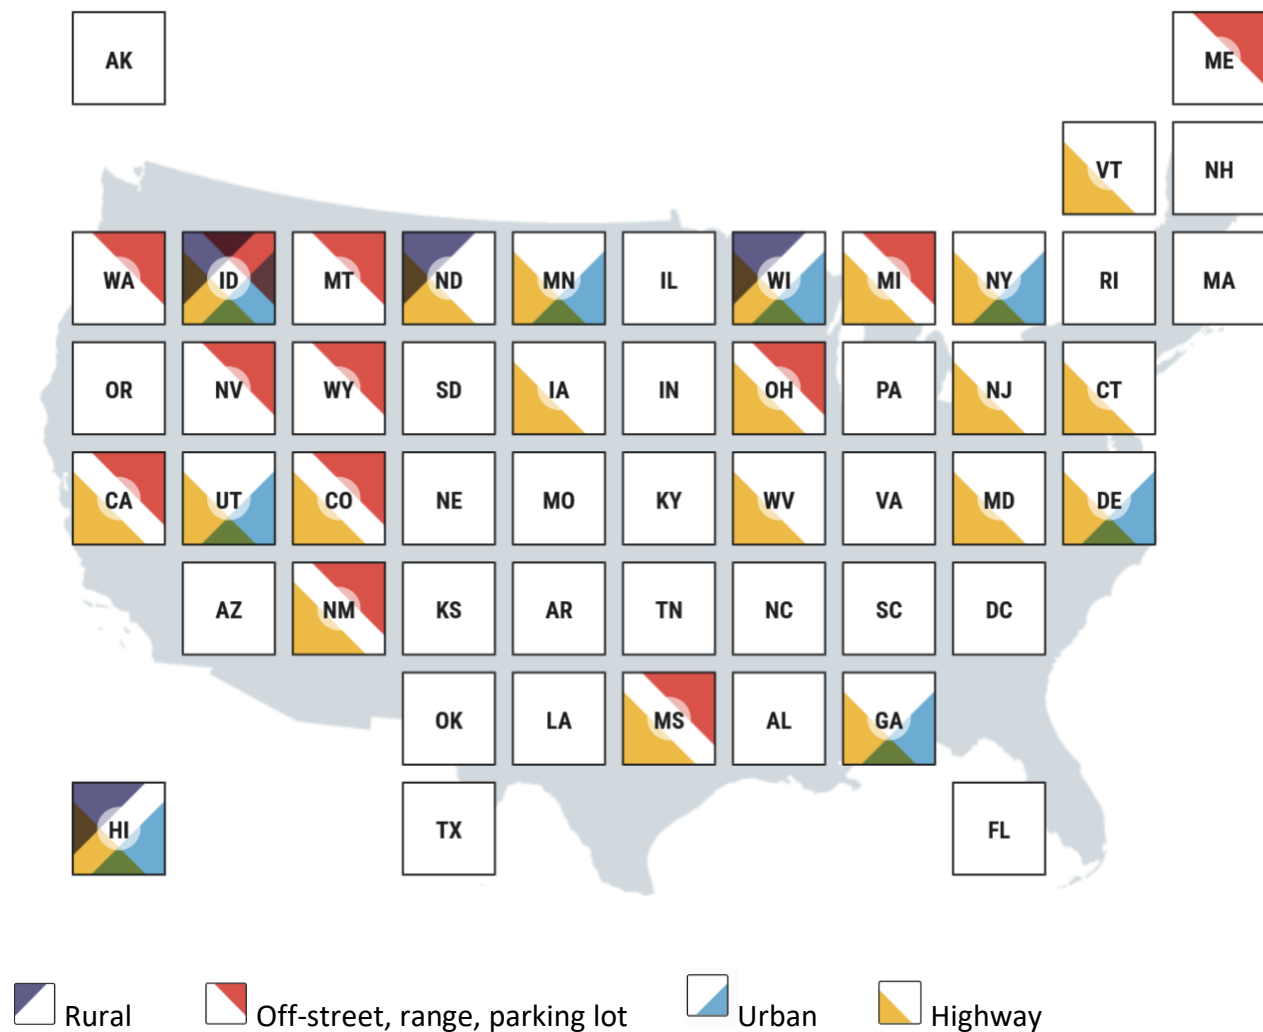 AK ME
VT NH
WA ID MT ND MN IL WI MI NY RI MA
OR NV WY SD IA IN OH PA NJ CT
CA UT CO NE MO KY WV VA MD DE
AZ NM KS AR TN NC SC DC
OK LA MS AL GA
HI TX FL
Rural Off-street, range, parking lot Urban Highway